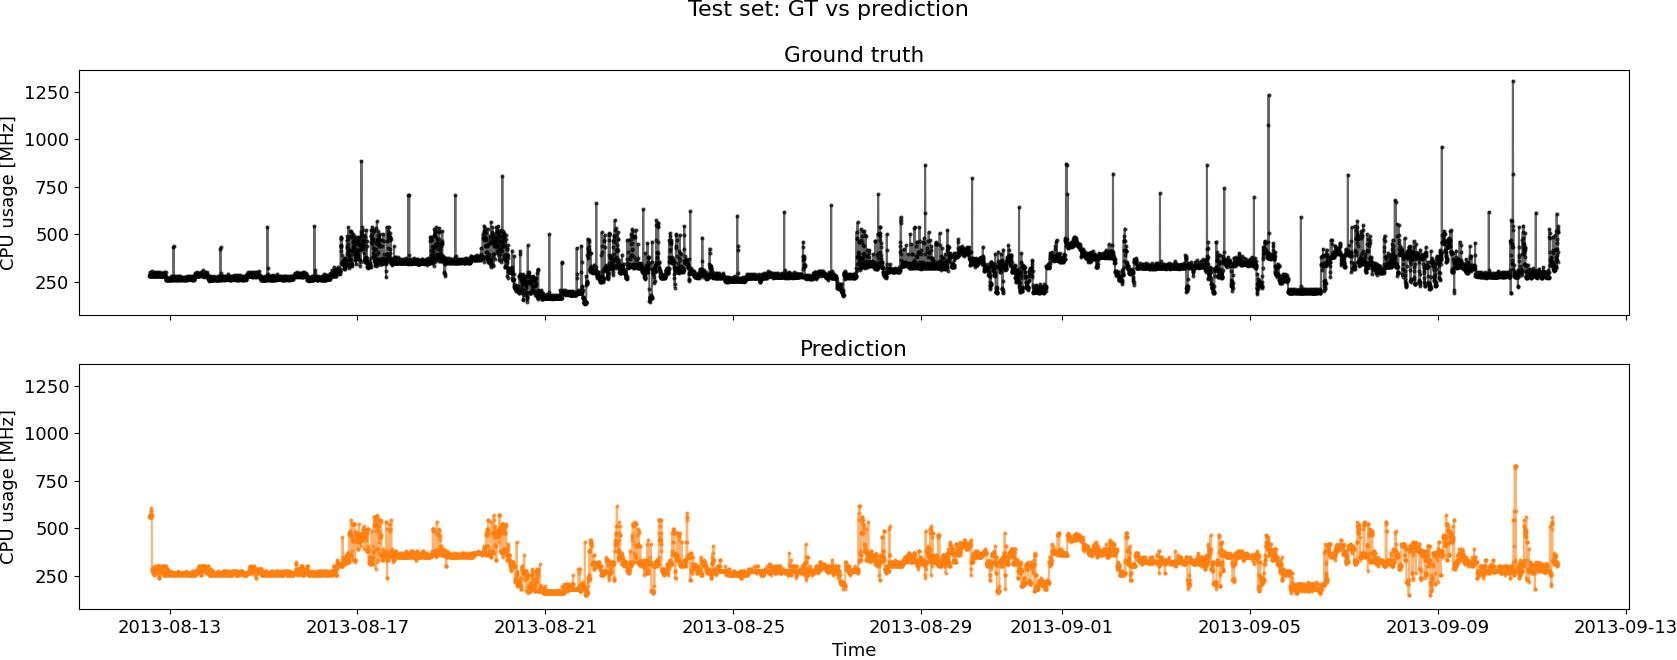 Test set: GT vs prediction
Ground truth
CPU usage [MHz]
1250
1000
750
500
250
Prediction
CPU usage [MHz]
1250
1000
750
500
250
2013-08-13 2013-08-17 2013-08-21 2013-08-25 2013-08-29 2013-09-01 2013-09-05 2013-09-09 2013-09-13
Time